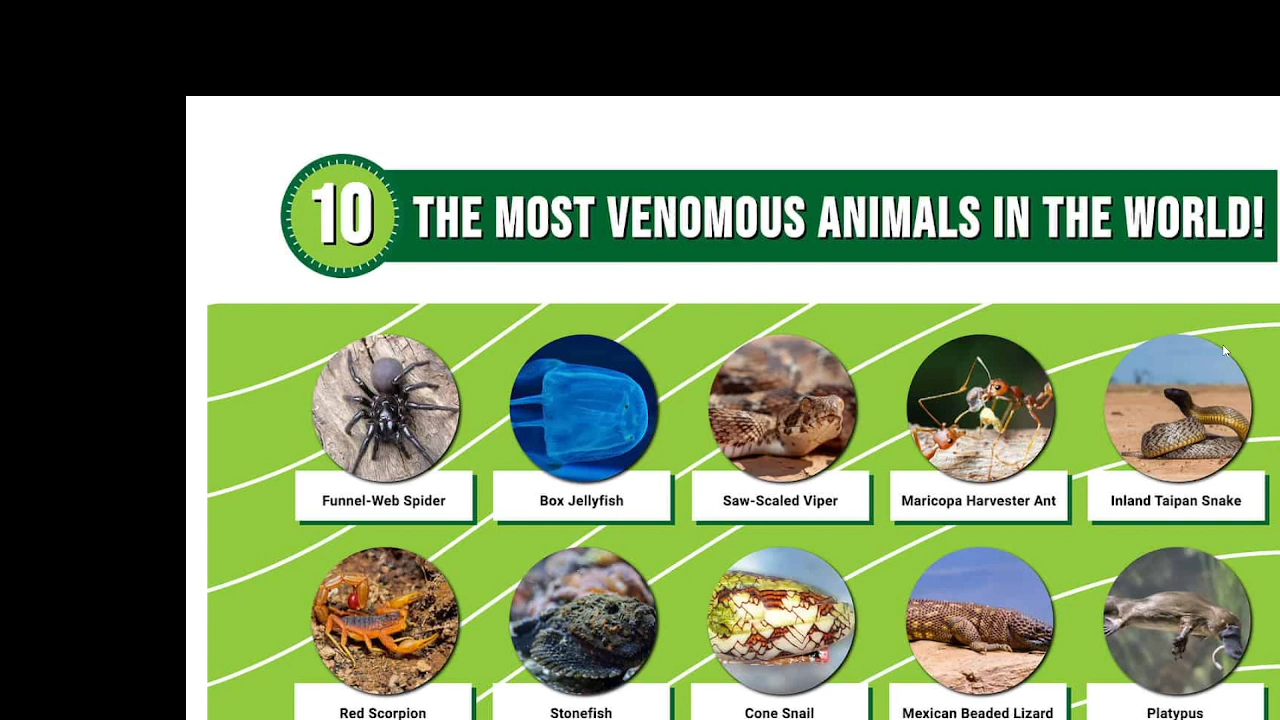 10
THE MOST VENOMOUS ANIMALS IN THE WORLD!
Funnel-Web Spider
Box Jellyfish
Saw-Scaled Viper
Maricopa Harvester Ant
Inland Taipan Snake
Red Scorpion
Stonefish
Cone Snail
Mexican Beaded Lizard
Platypus